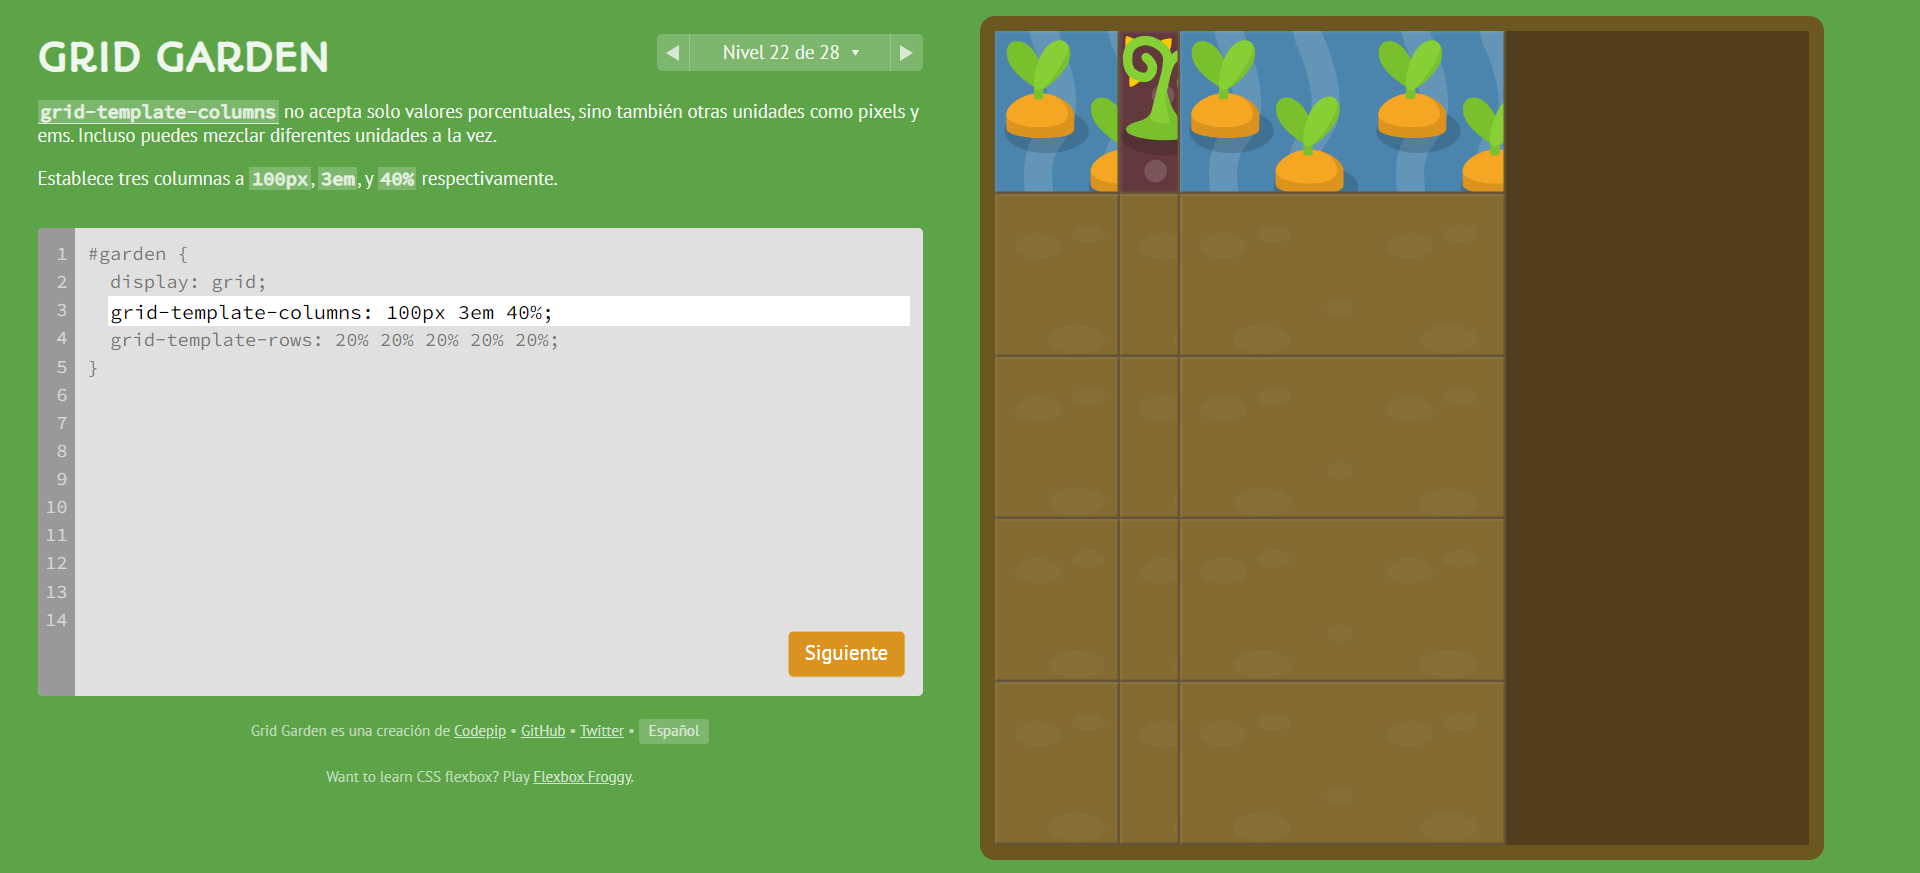 GRID GARDEN
Nivel 22 de 28
grid-template-columns no acepta solo valores porcentuales, sino también otras unidades como pixels y
ems. Incluso puedes mezclar diferentes unidades a la vez.
Establece tres columnas a 100px, 3em, y 40% respectivamente.
1 #garden {
2 display: grid;
3 grid-template-columns: 100px 3em 40%;
4 grid-template-rows: 20% 20% 20% 20% 20%;
5 }
6
7
8
9
10
11
12
13
14
Siguiente
Grid Garden es una creación de Codepip • GitHub • Twitter • Español
Want to learn CSS flexbox? Play Flexbox Froggy.